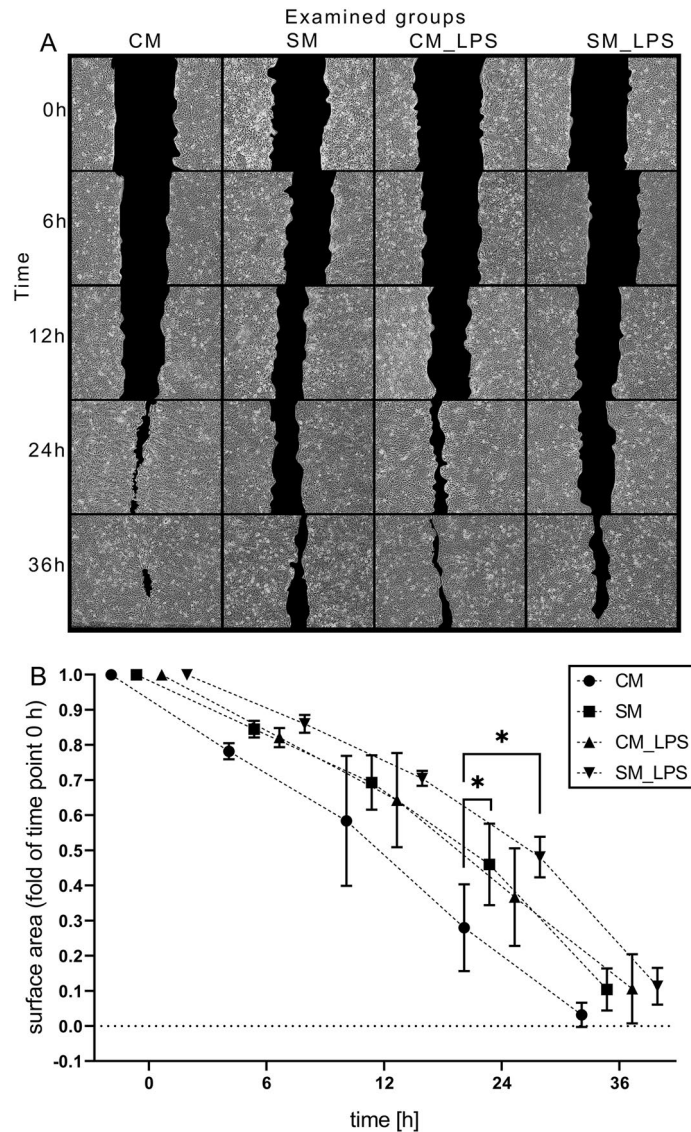 Examined groups
A CM SM CM_LPS SM_LPS
0h
6h
Time
12h
24h
36h
B
1.0
0.9
0.8
0.7
0.6
0.5
0.4
0.3
0.2
0.1
0.0
-0.1
surface area (fold of time point 0 h)
CM
SM
CM_LPS
SM_LPS
*
*
0 6 12 24 36
time [h]